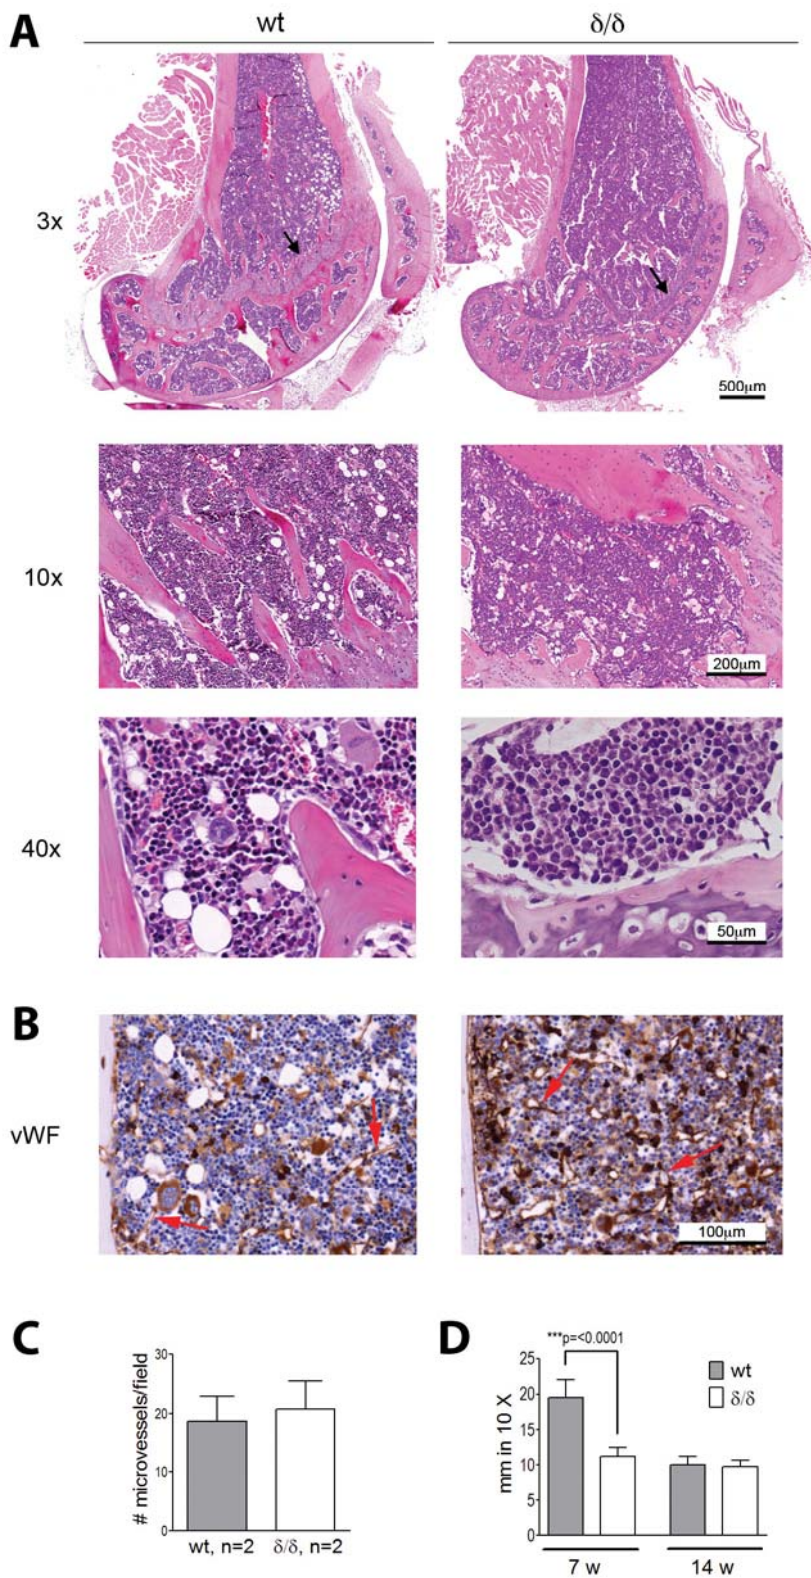 A
wt
δ/δ
3x
500μm
10x
200μm
40x
50μm
B
vWF
100μm
C
# microvessels/field
30
20
10
0
wt, n=2
δ/δ, n=2
D
***p=<0.0001
mm in 10 X
25
20
15
10
5
0
wt
δ/δ
7 w
14 w